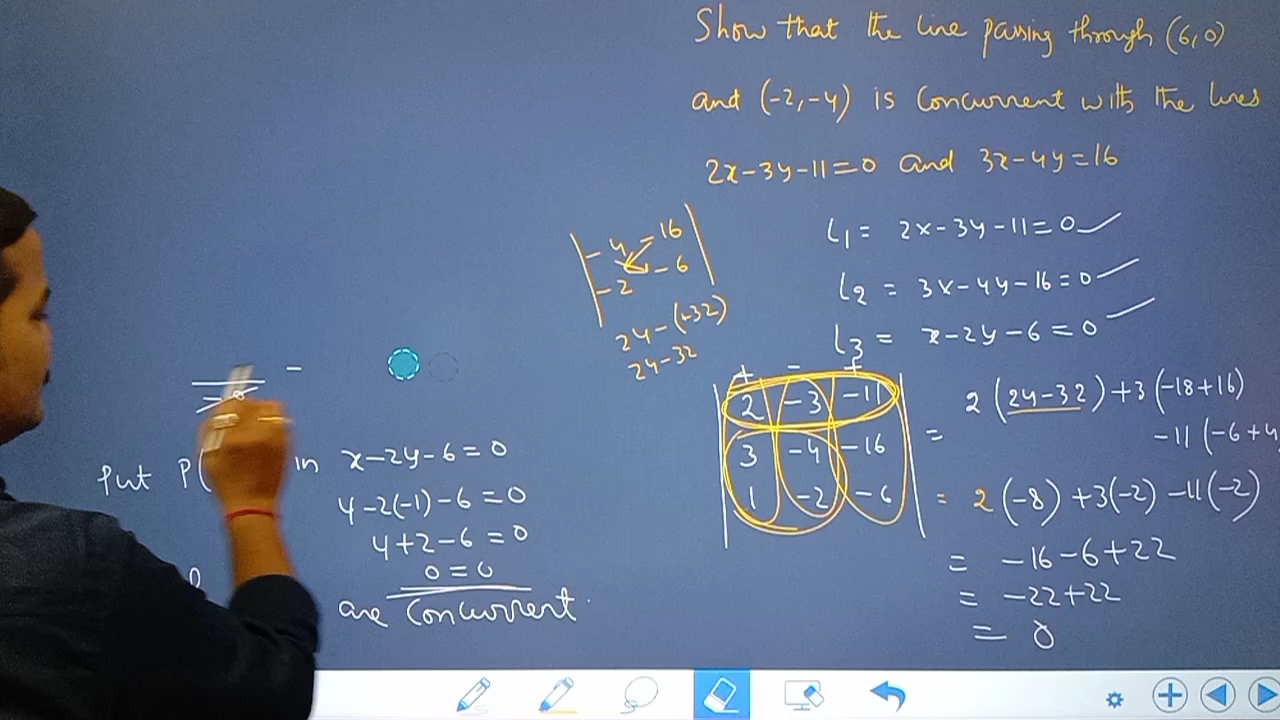 Show that the line passing through (6,0)
and (-2,-4) is Concurrent with the lines
2x-3y-11=0 and 3x-4y=16
L1 = 2x-3y-11=0
L2 = 3x-4y-16=0
L3 = x-2y-6=0
-4 -16
-2 -6
24-(+32)
24-32
+ - +
2 -3 -11
3 -4 -16
1 -2 -6
= 2(24-32)+3(-18+16)
-11(-6+4
= 2(-8)+3(-2)-11(-2)
= -16-6+22
= -22+22
= 0
Put P( in x-2y-6=0
4-2(-1)-6=0
4+2-6=0
0=0
are Concurrent.